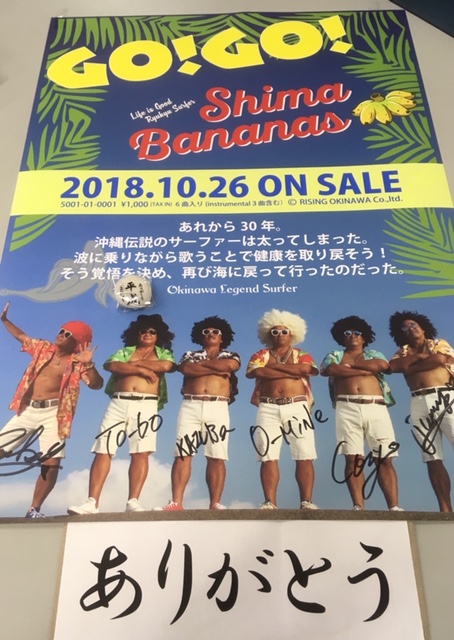 GO!GO!
Life is Good
Ryukyu Surfer
Shima
Bananas
2018.10.26 ON SALE
5001-01-0001 ¥1,000 (TAX IN) 6曲入り (instrumental 3曲含む) © RISING OKINAWA Co.,ltd.
あれから30年。
沖縄伝説のサーファーは太ってしまった。
波に乗りながら歌うことで健康を取り戻そう!
そう覚悟を決め、再び海に戻って行ったのだった。
Okinawa Legend Surfer
TO-bo
KAZUBa
O-MiNe
ありがとう